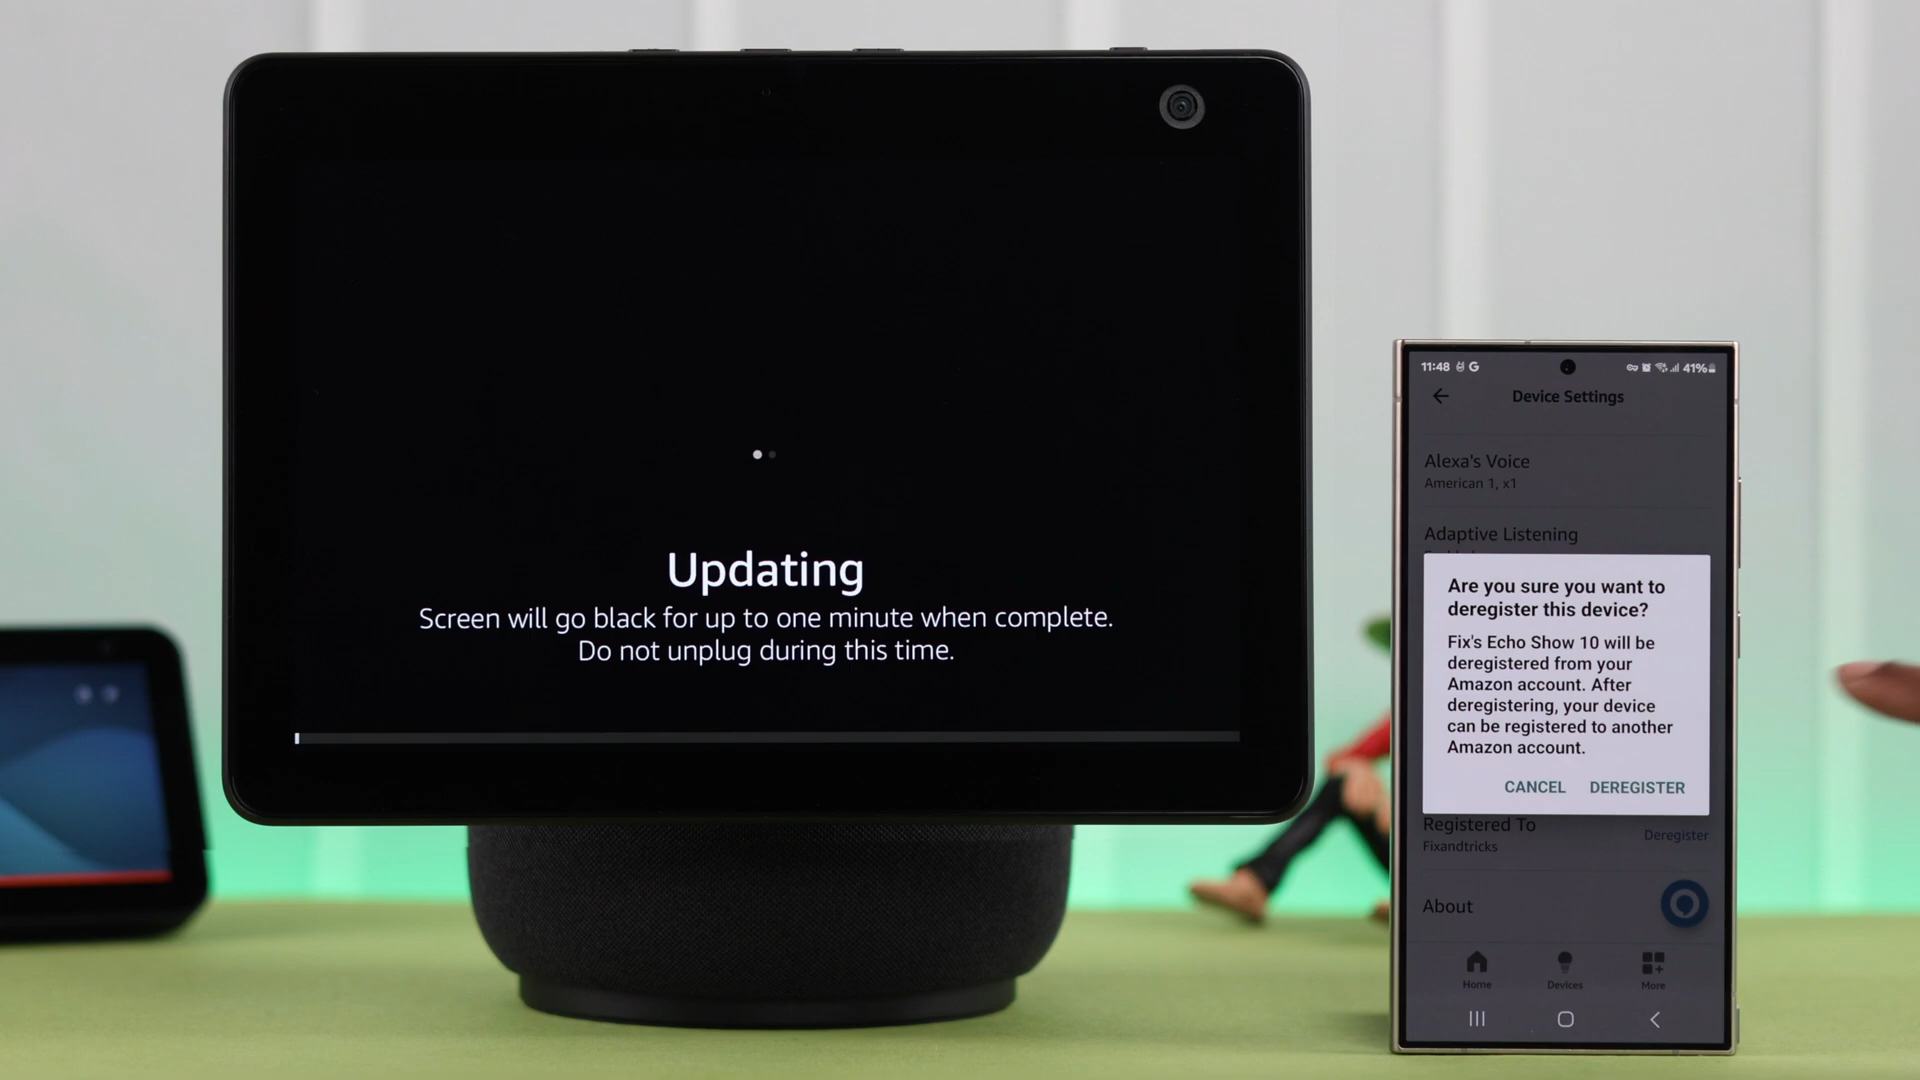 Updating
Screen will go black for up to one minute when complete.
Do not unplug during this time.
11:48 G 41%
Device Settings
Alexa's Voice
American 1, x1
Adaptive Listening
Are you sure you want to
deregister this device?
Fix's Echo Show 10 will be
deregistered from your
Amazon account. After
deregistering, your device
can be registered to another
Amazon account.
CANCEL DEREGISTER
Registered To
Deregister
Fixandtricks
About
Home Devices More